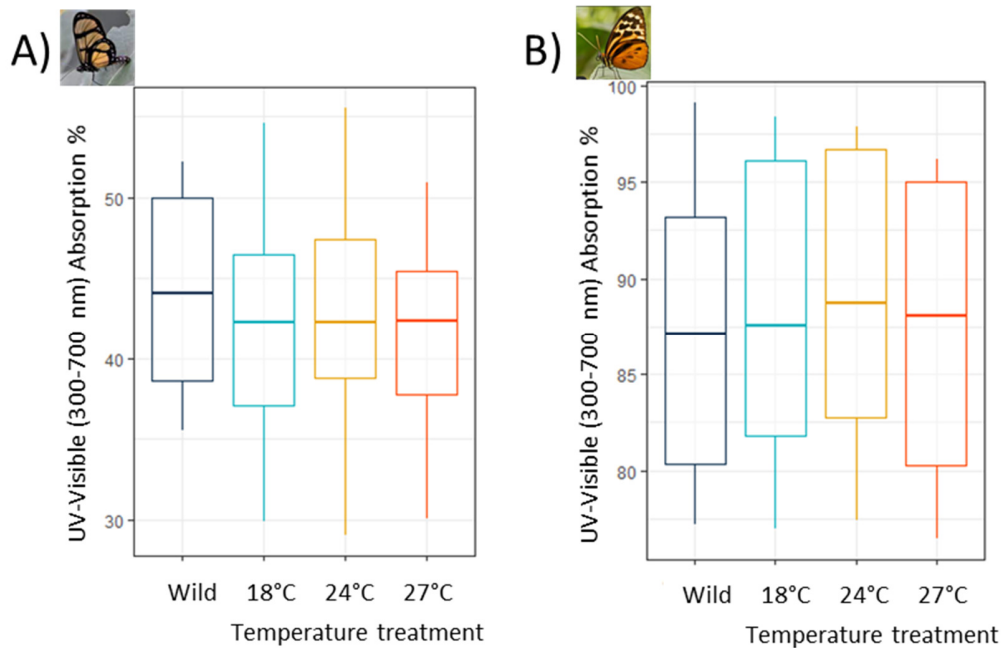 A)
UV-Visible (300-700 nm) Absorption %
50
40
30
Wild 18°C 24°C 27°C
Temperature treatment
B)
UV-Visible (300-700 nm) Absorption %
100
95
90
85
80
Wild 18°C 24°C 27°C
Temperature treatment